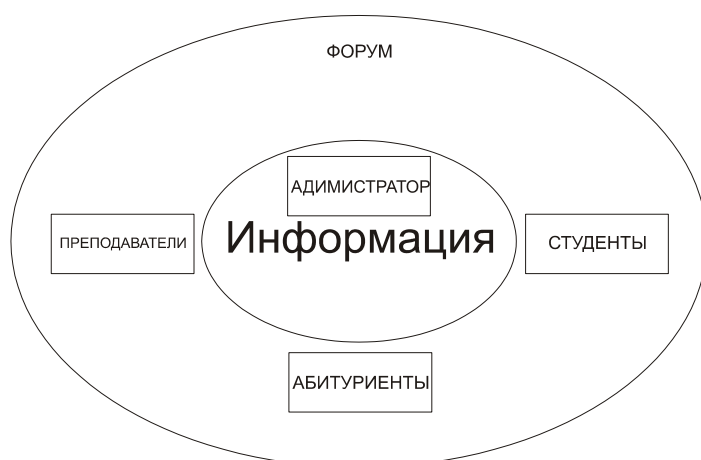 ФОРУМ
АДИМИСТРАТОР
Информация
ПРЕПОДАВАТЕЛИ
СТУДЕНТЫ
АБИТУРИЕНТЫ